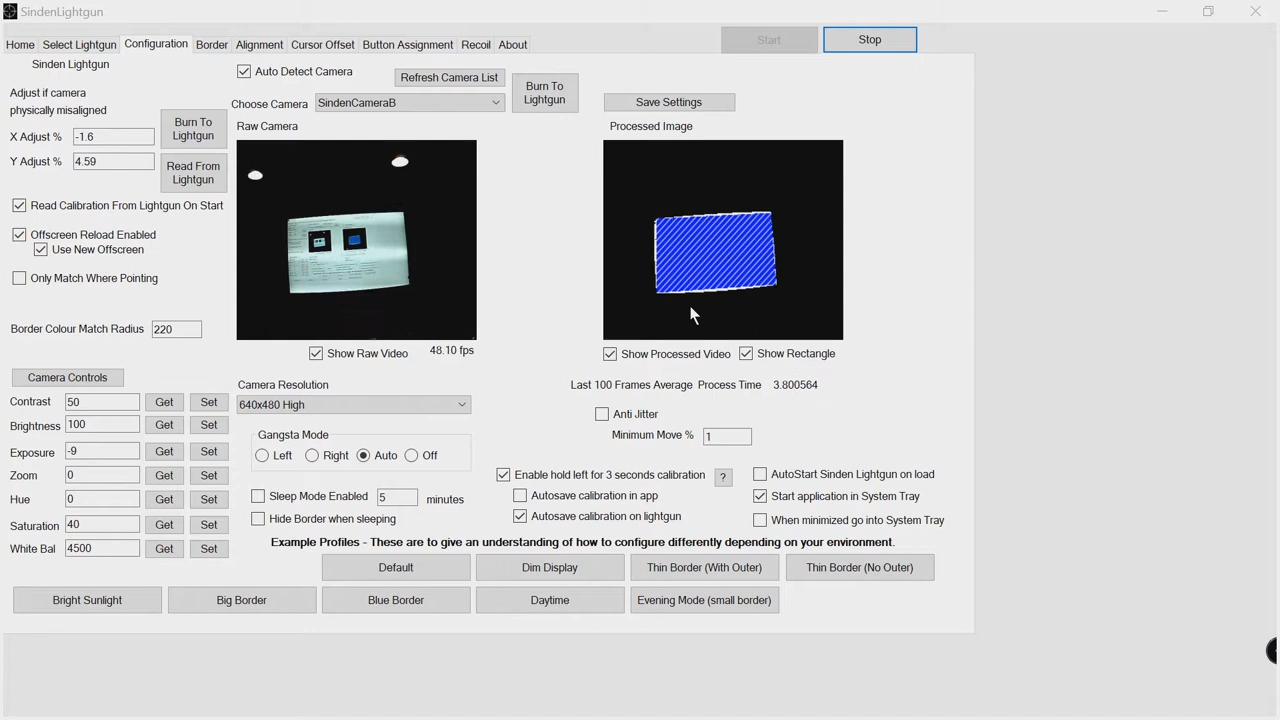 SindenLightgun
Home Select Lightgun Configuration Border Alignment Cursor Offset Button Assignment Recoil About
Start Stop
Sinden Lightgun
Adjust if camera
physically misaligned
X Adjust % -1.6
Y Adjust % 4.59
Burn To
Lightgun
Read From
Lightgun
Read Calibration From Lightgun On Start
Offscreen Reload Enabled
Use New Offscreen
Only Match Where Pointing
Border Colour Match Radius 220
Auto Detect Camera
Refresh Camera List
Choose Camera SindenCameraB
Burn To
Lightgun
Save Settings
Raw Camera
Processed Image
Show Raw Video 48.10 fps
Show Processed Video Show Rectangle
Camera Controls
Contrast 50 Get Set
Brightness 100 Get Set
Exposure -9 Get Set
Zoom 0 Get Set
Hue 0 Get Set
Saturation 40 Get Set
White Bal 4500 Get Set
Camera Resolution
640x480 High
Gangsta Mode
Left Right Auto Off
Sleep Mode Enabled 5 minutes
Hide Border when sleeping
Last 100 Frames Average Process Time 3.800564
Anti Jitter
Minimum Move % 1
Enable hold left for 3 seconds calibration ?
Autosave calibration in app
Autosave calibration on lightgun
AutoStart Sinden Lightgun on load
Start application in System Tray
When minimized go into System Tray
Example Profiles - These are to give an understanding of how to configure differently depending on your environment.
Default Dim Display Thin Border (With Outer) Thin Border (No Outer)
Bright Sunlight Big Border Blue Border Daytime Evening Mode (small border)